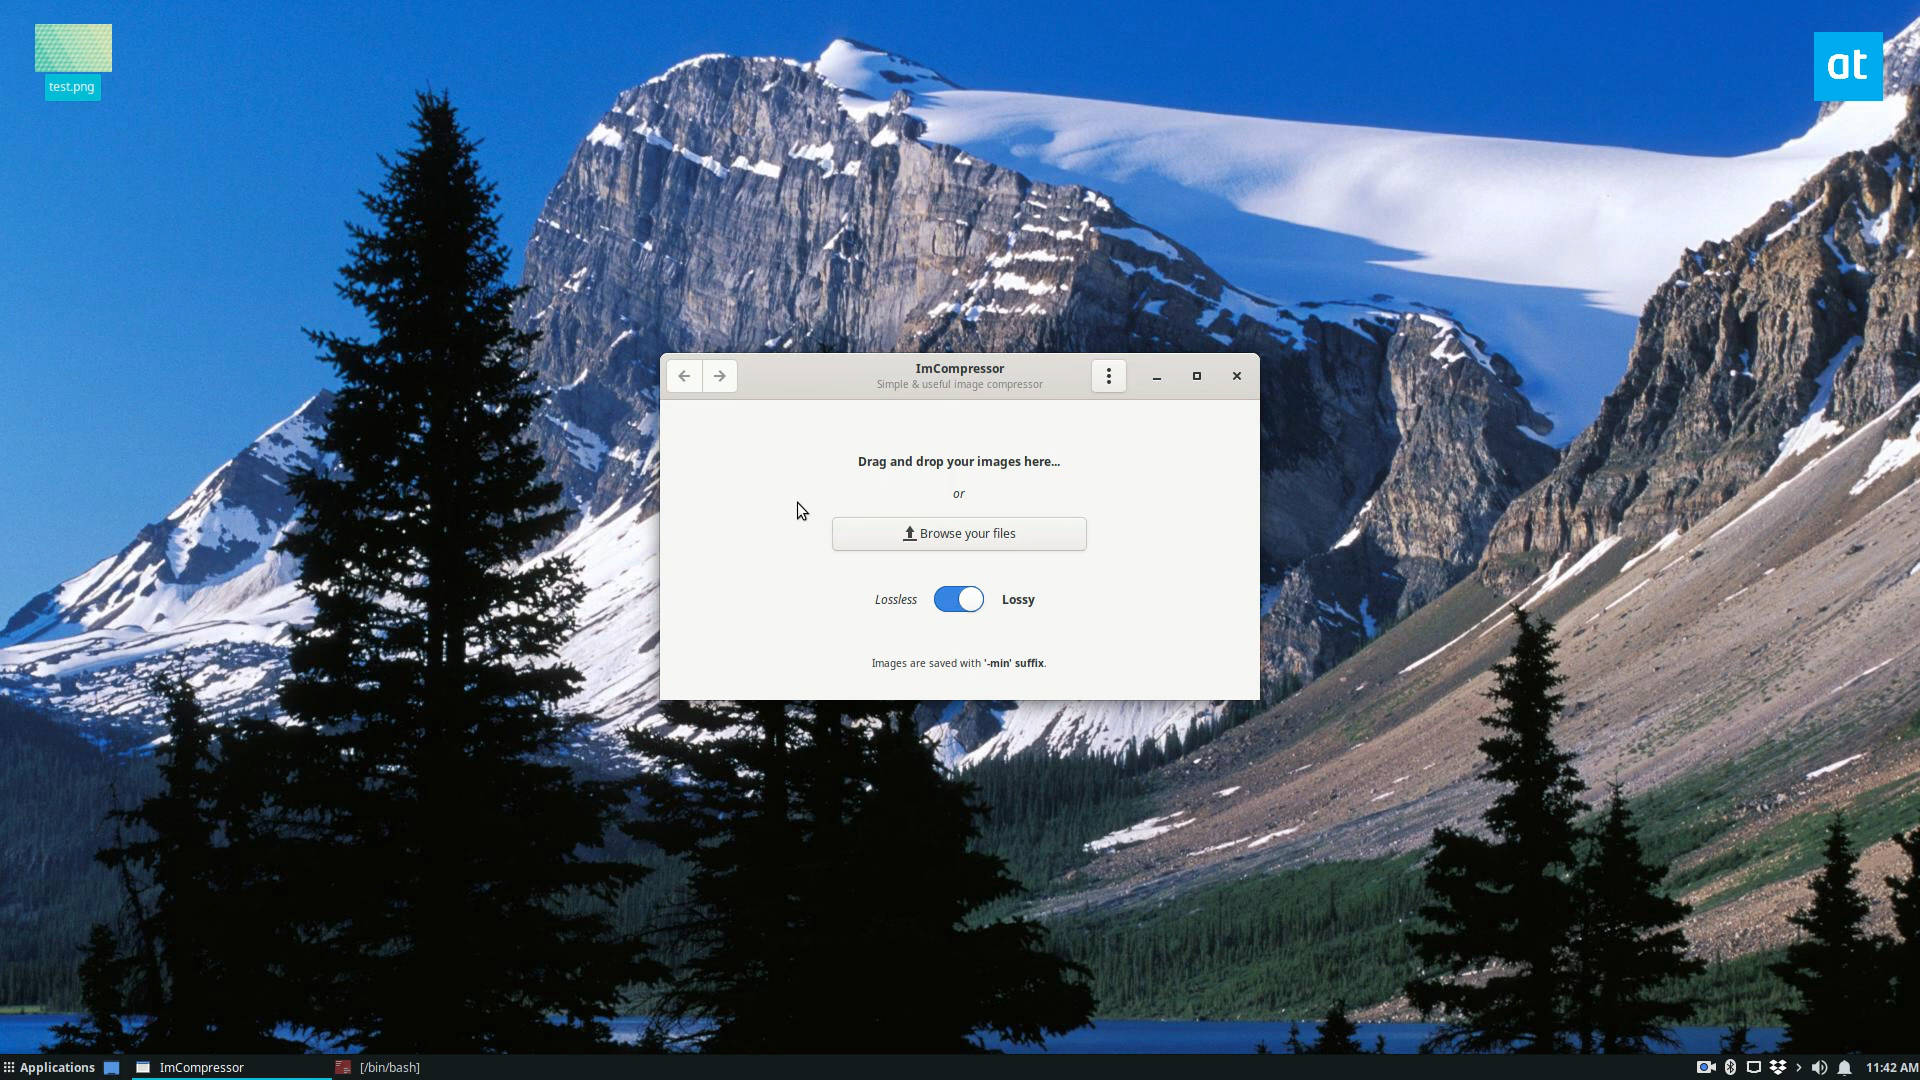 test.png
at
ImCompressor
Simple & useful image compressor
Drag and drop your images here...
or
Browse your files
Lossless Lossy
Images are saved with '-min' suffix.
Applications ImCompressor [/bin/bash] 11:42 AM